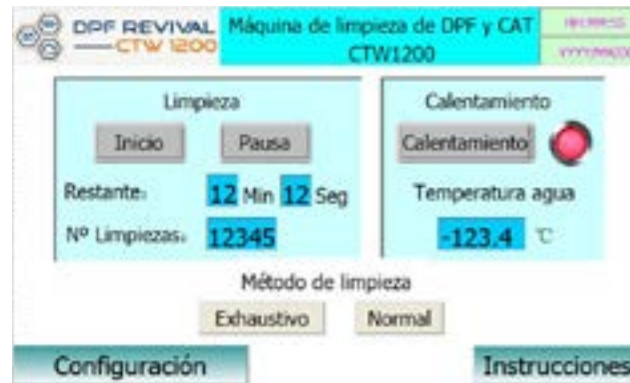 DPF REVIVAL
CTW 1200
Máquina de limpieza de DPF y CAT
CTW1200
Limpieza
Inicio Pausa
Restante: 12 Min 12 Seg
Nº Limpiezas: 12345
Calentamiento
Calentamiento
Temperatura agua
-123.4 ℃
Método de limpieza
Exhaustivo Normal
Configuración
Instrucciones